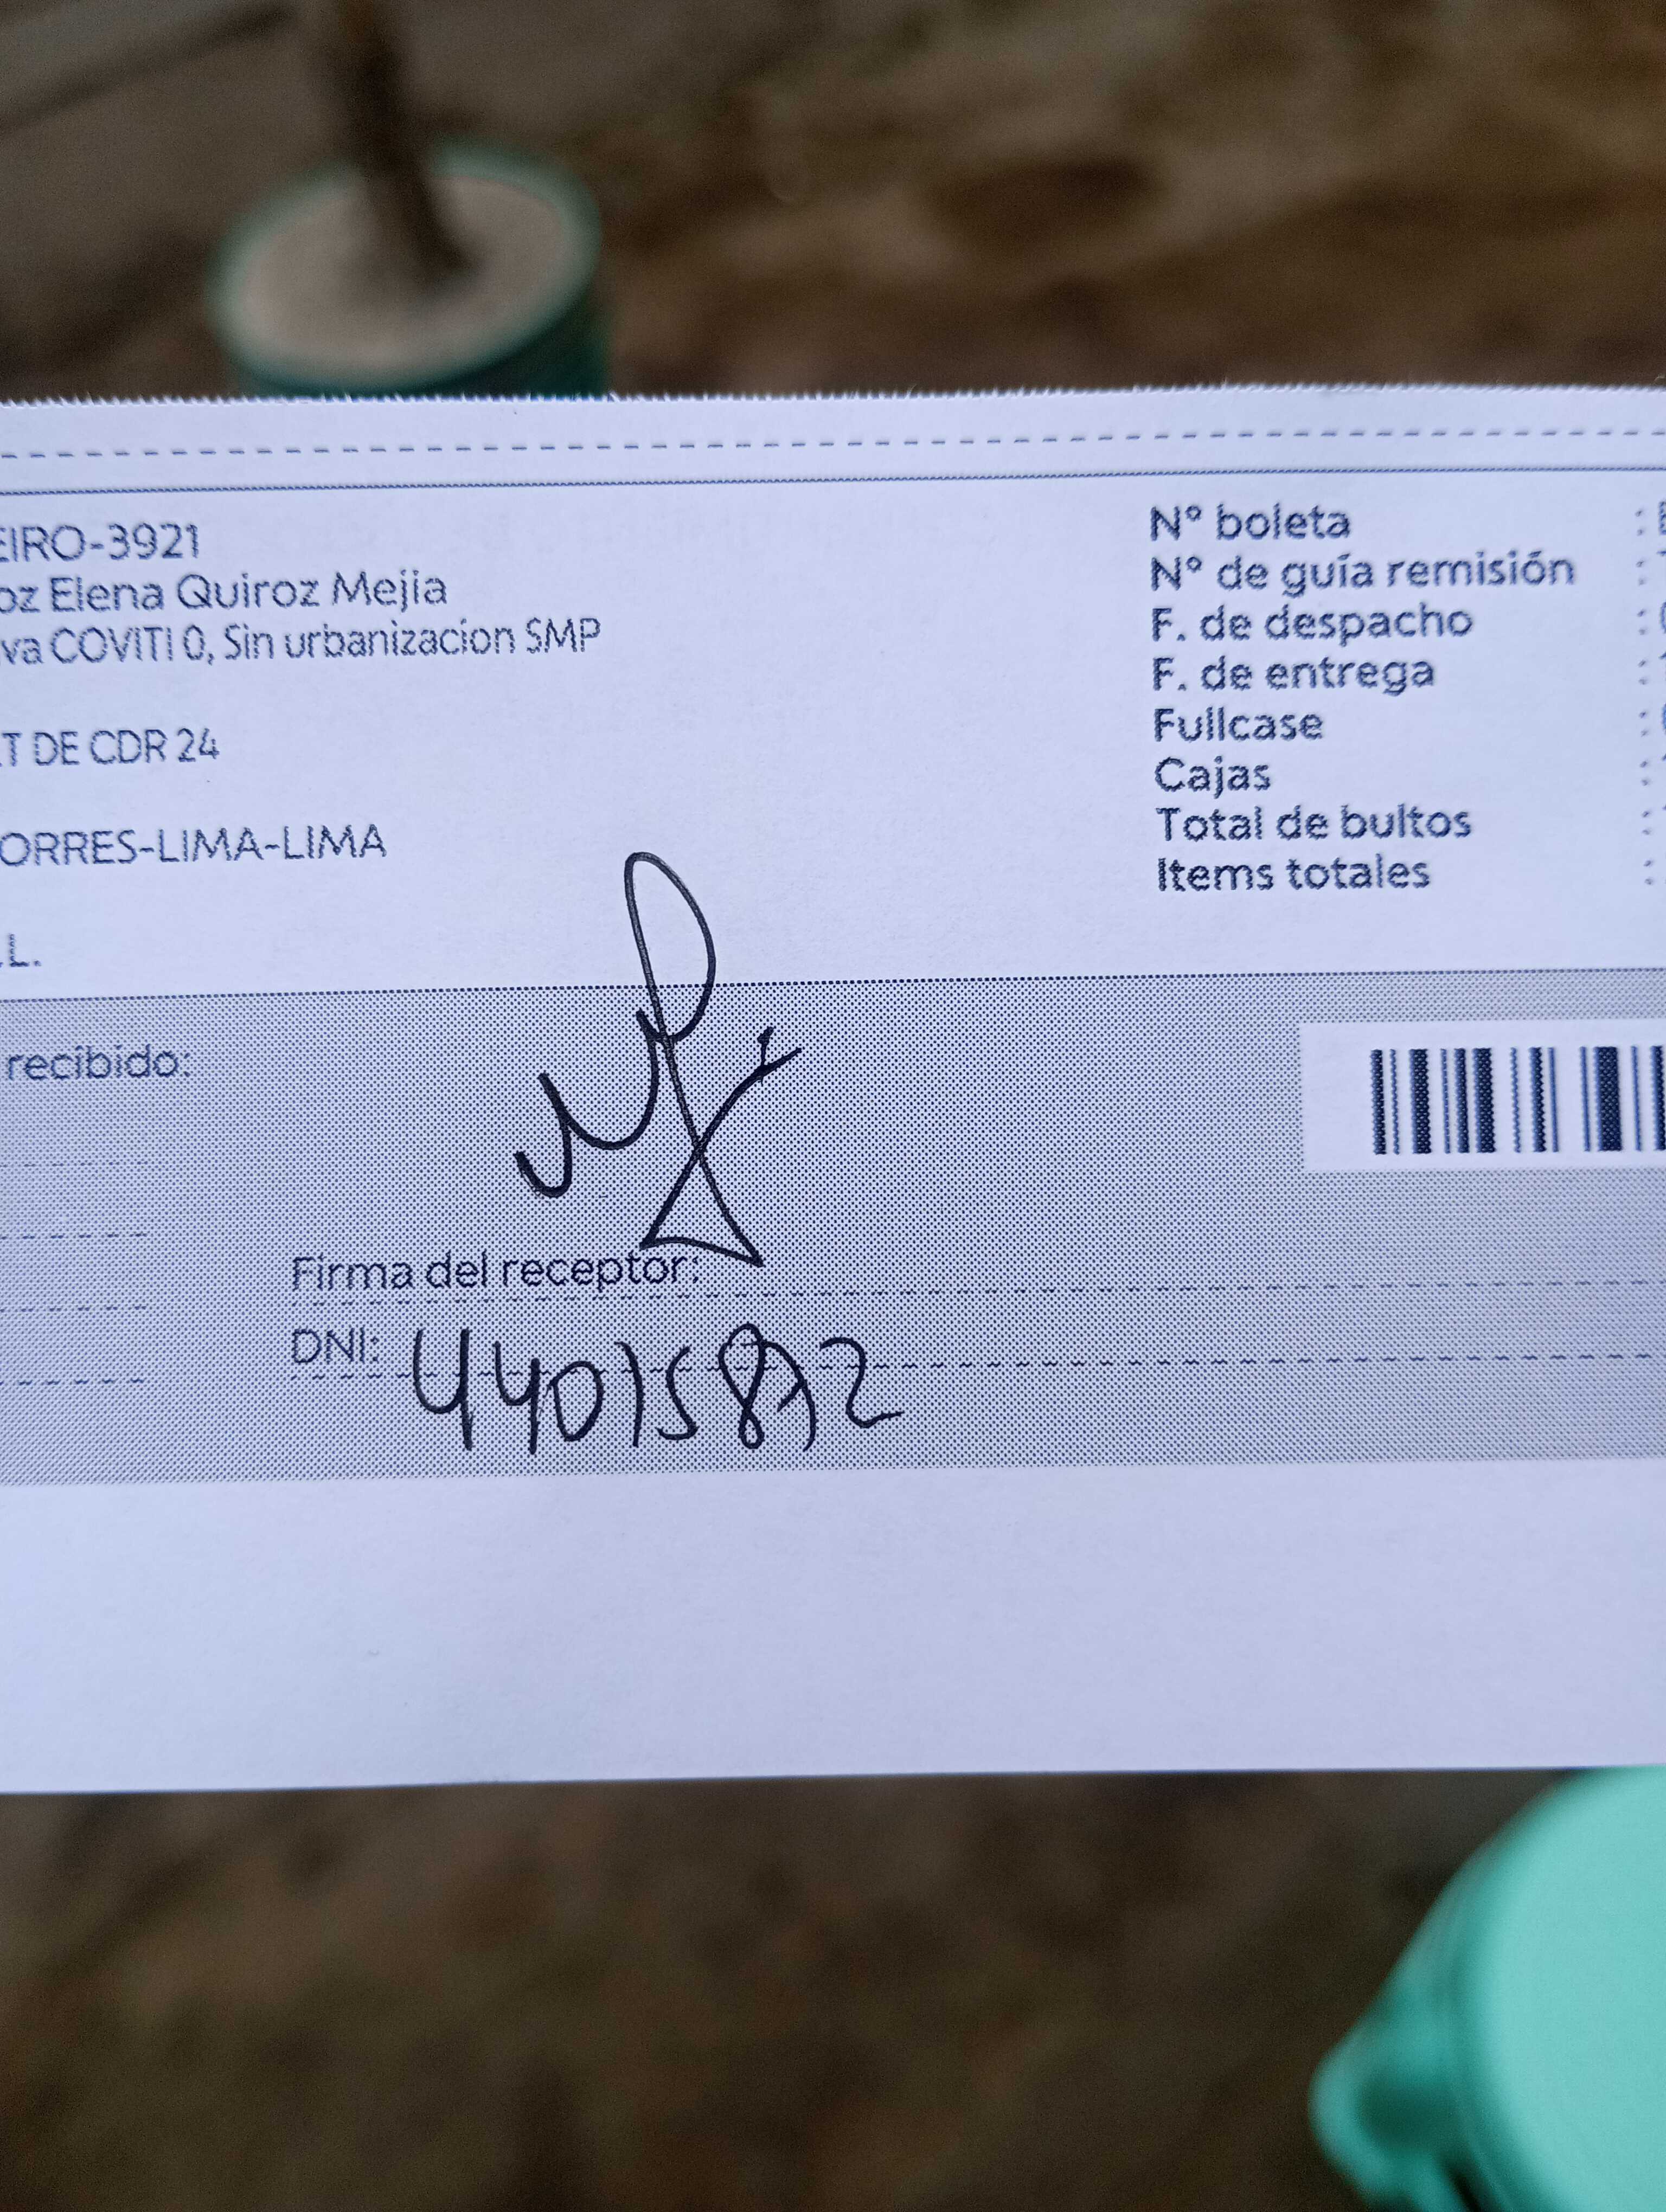 EIRO-3921
oz Elena Quiroz Mejia
va COVITI 0, Sin urbanizacion SMP
T DE CDR 24
ORRES-LIMA-LIMA
.L.
N° boleta :
N° de guía remisión :
F. de despacho :
F. de entrega :
Fullcase :
Cajas :
Total de bultos :
Items totales :
recibido:
Firma del receptor:
DNI: 44015872